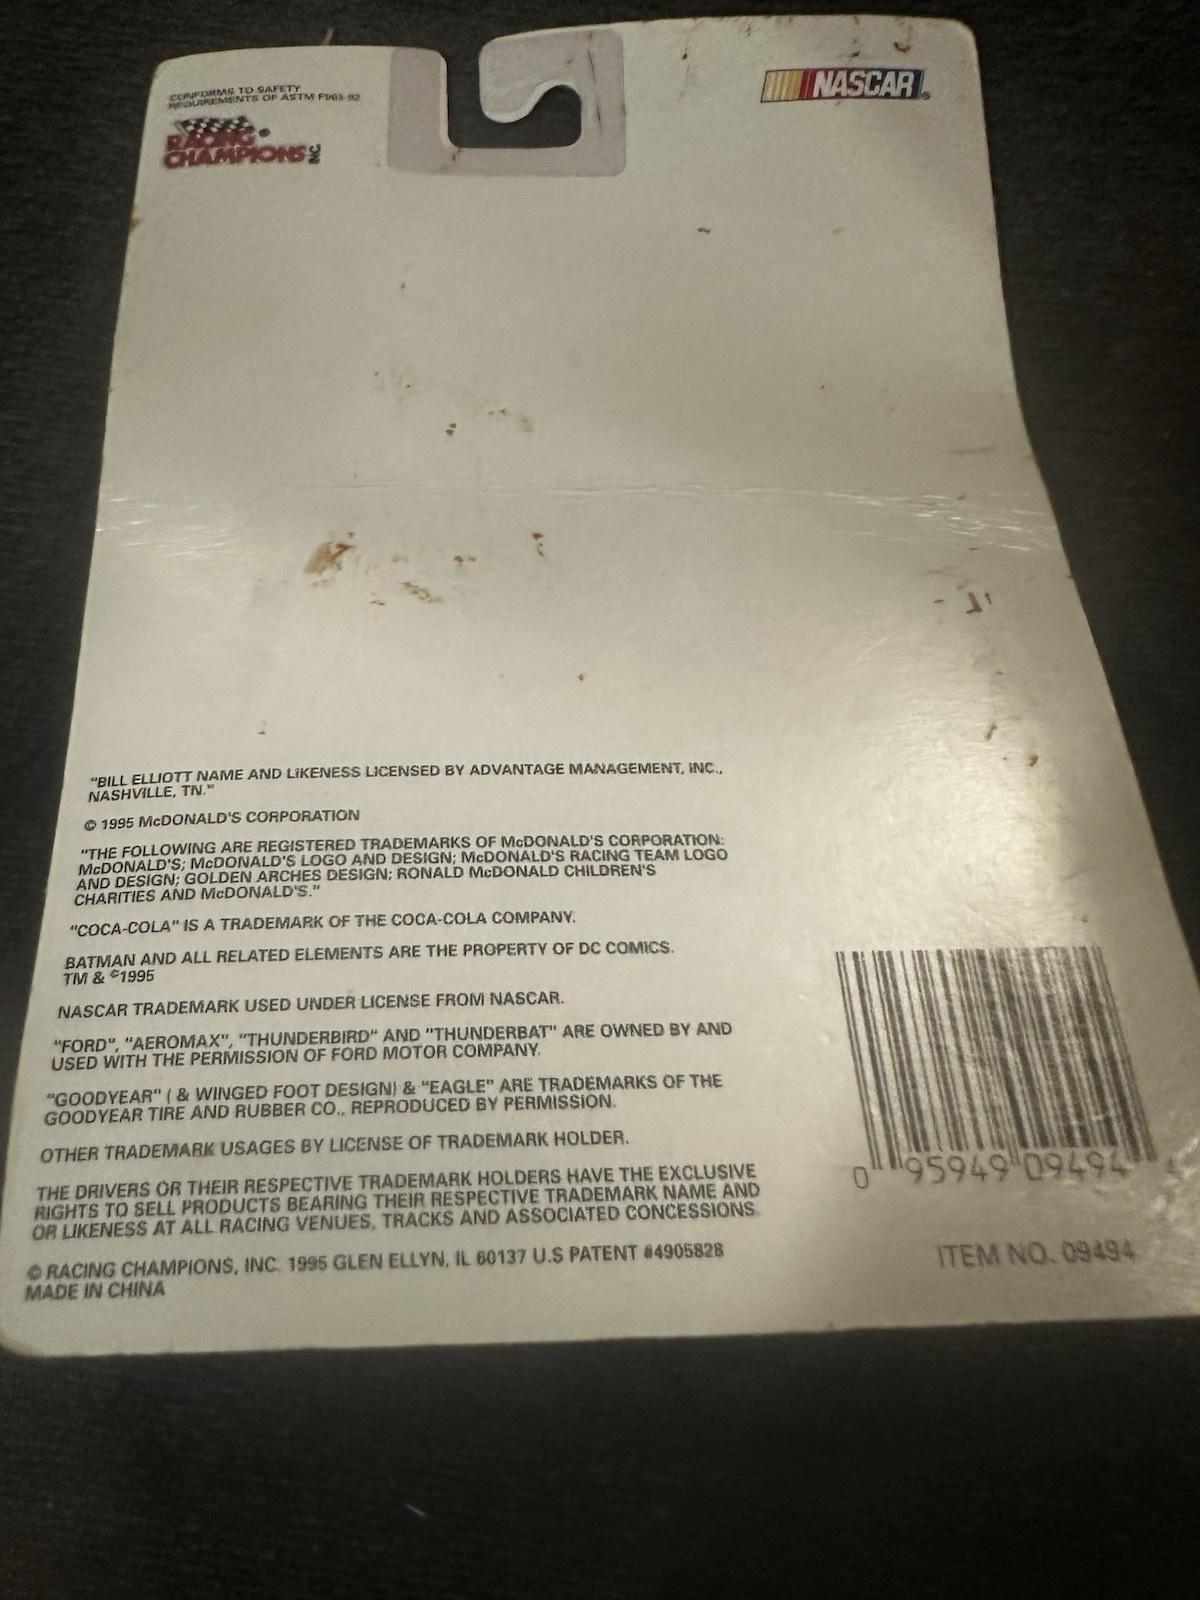 CONFORMS TO SAFETY
REQUIREMENTS OF ASTM F963-92
RACING
CHAMPIONS INC
NASCAR
"BILL ELLIOTT NAME AND LIKENESS LICENSED BY ADVANTAGE MANAGEMENT, INC.,
NASHVILLE, TN."
© 1995 McDONALD'S CORPORATION
"THE FOLLOWING ARE REGISTERED TRADEMARKS OF McDONALD'S CORPORATION:
McDONALD'S; McDONALD'S LOGO AND DESIGN; McDONALD'S RACING TEAM LOGO
AND DESIGN; GOLDEN ARCHES DESIGN; RONALD McDONALD CHILDREN'S
CHARITIES AND McDONALD'S."
"COCA-COLA" IS A TRADEMARK OF THE COCA-COLA COMPANY.
BATMAN AND ALL RELATED ELEMENTS ARE THE PROPERTY OF DC COMICS.
TM & ©1995
NASCAR TRADEMARK USED UNDER LICENSE FROM NASCAR.
"FORD", "AEROMAX", "THUNDERBIRD" AND "THUNDERBAT" ARE OWNED BY AND
USED WITH THE PERMISSION OF FORD MOTOR COMPANY.
"GOODYEAR" ( & WINGED FOOT DESIGN) & "EAGLE" ARE TRADEMARKS OF THE
GOODYEAR TIRE AND RUBBER CO., REPRODUCED BY PERMISSION.
OTHER TRADEMARK USAGES BY LICENSE OF TRADEMARK HOLDER.
THE DRIVERS OR THEIR RESPECTIVE TRADEMARK HOLDERS HAVE THE EXCLUSIVE
RIGHTS TO SELL PRODUCTS BEARING THEIR RESPECTIVE TRADEMARK NAME AND
OR LIKENESS AT ALL RACING VENUES, TRACKS AND ASSOCIATED CONCESSIONS.
© RACING CHAMPIONS, INC. 1995 GLEN ELLYN, IL 60137 U.S PATENT #4905828
MADE IN CHINA
0 95949 09494 4
ITEM NO. 09494